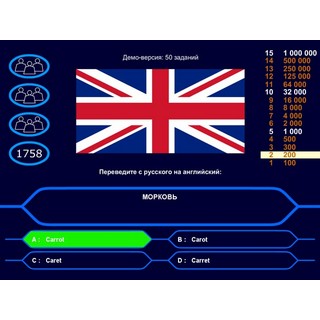 Демо-версия: 50 заданий
15 1 000 000
14 500 000
13 250 000
12 125 000
11 64 000
10 32 000
9 16 000
8 8 000
7 4 000
6 2 000
5 1 000
4 500
3 300
2 200
1 100
1758
Переведите с русского на английский:
МОРКОВЬ
A : Carrot
B : Carot
C : Caret
D : Carret